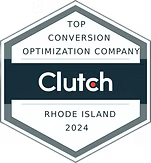 TOP
CONVERSION
OPTIMIZATION COMPANY
Clutch
RHODE ISLAND
2024